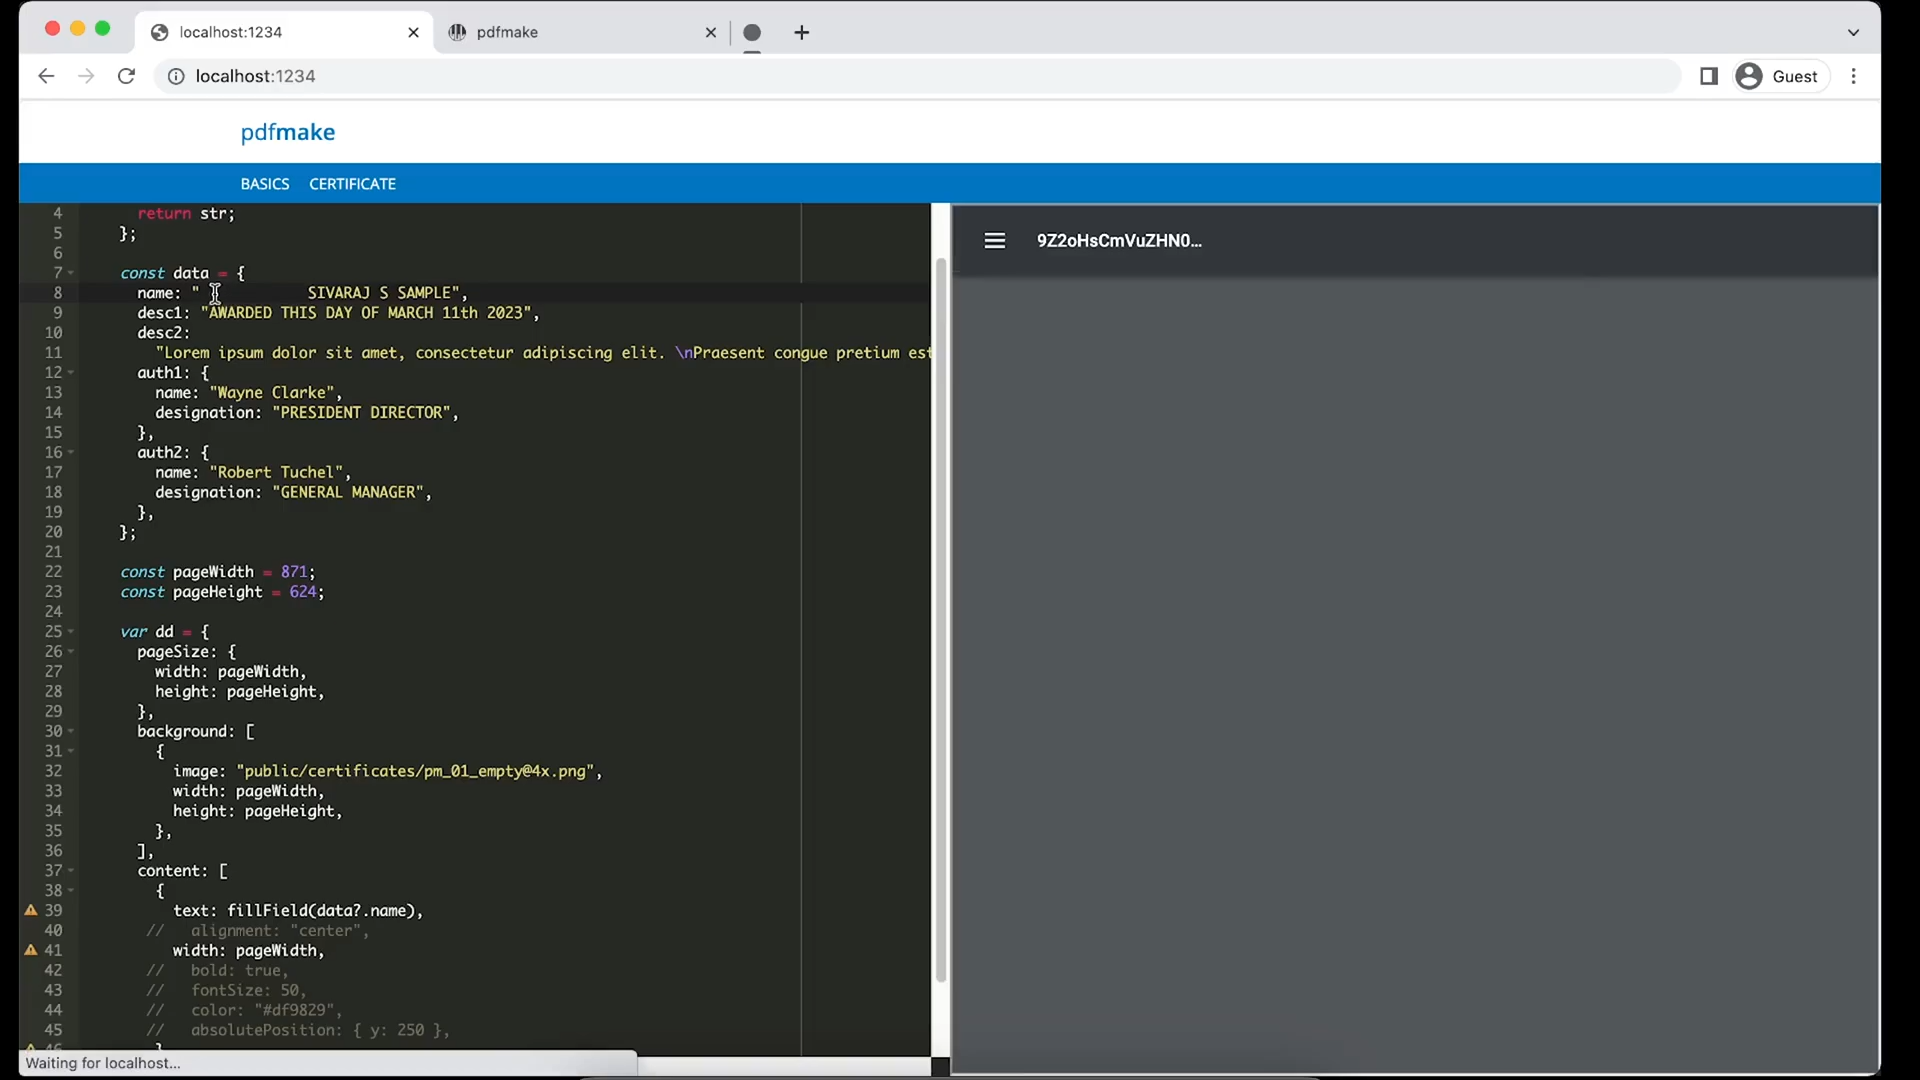 localhost:1234
pdfmake
localhost:1234
Guest
pdfmake
BASICS CERTIFICATE
4 return str;
5 };
6
7 const data = {
8 name: "            SIVARAJ S SAMPLE",
9 desc1: "AWARDED THIS DAY OF MARCH 11th 2023",
10 desc2:
11 "Lorem ipsum dolor sit amet, consectetur adipiscing elit. \nPraesent congue pretium est
12 auth1: {
13 name: "Wayne Clarke",
14 designation: "PRESIDENT DIRECTOR",
15 },
16 auth2: {
17 name: "Robert Tuchel",
18 designation: "GENERAL MANAGER",
19 },
20 };
21
22 const pageWidth = 871;
23 const pageHeight = 624;
24
25 var dd = {
26 pageSize: {
27 width: pageWidth,
28 height: pageHeight,
29 },
30 background: [
31 {
32 image: "public/certificates/pm_01_empty@4x.png",
33 width: pageWidth,
34 height: pageHeight,
35 },
36 ],
37 content: [
38 {
39 text: fillField(data?.name),
40 // alignment: "center",
41 width: pageWidth,
42 // bold: true,
43 // fontSize: 50,
44 // color: "#df9829",
45 // absolutePosition: { y: 250 },
9Z2oHsCmVuZHN0...
Waiting for localhost...